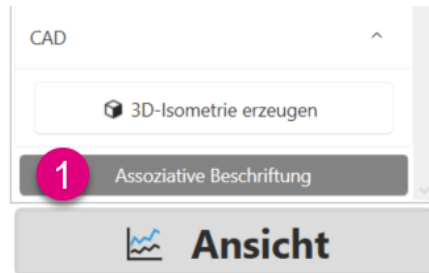 CAD
3D-Isometrie erzeugen
1 Assoziative Beschriftung
Ansicht